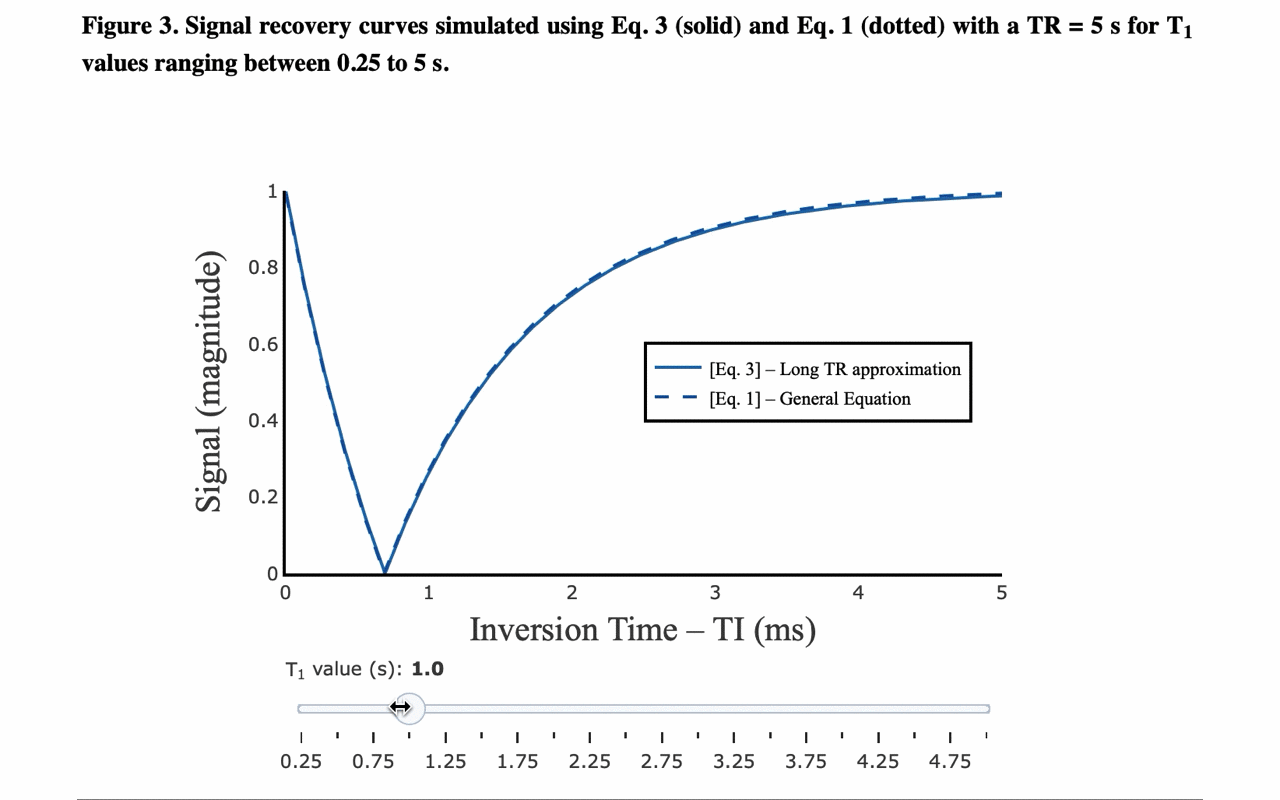 Figure 3. Signal recovery curves simulated using Eq. 3 (solid) and Eq. 1 (dotted) with a TR = 5 s for T₁
values ranging between 0.25 to 5 s.
1
0.8
0.6
0.4
0.2
0
Signal (magnitude)
[Eq. 3] – Long TR approximation
[Eq. 1] – General Equation
0 1 2 3 4 5
Inversion Time – TI (ms)
T₁ value (s): 1.0
0.25 0.75 1.25 1.75 2.25 2.75 3.25 3.75 4.25 4.75